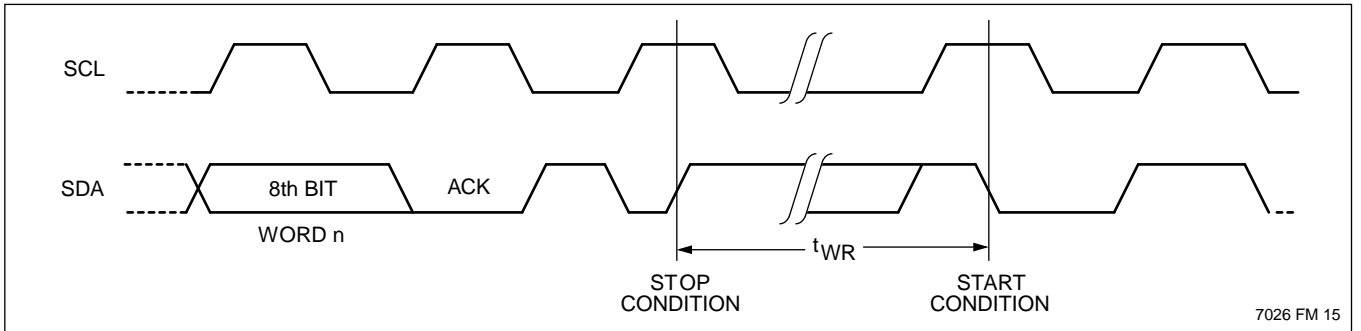 SCL
SDA
8th BIT
ACK
WORD n
tWR
STOP
CONDITION
START
CONDITION
7026 FM 15